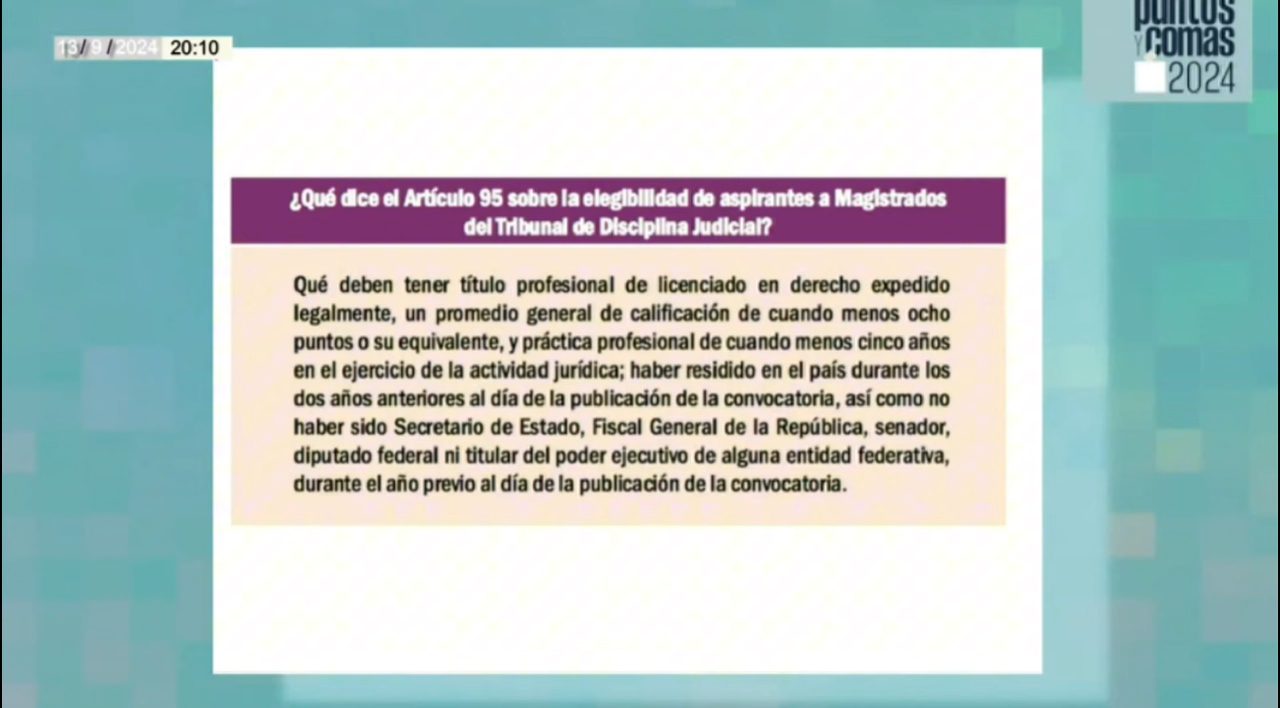 13/9/2024 20:10
puntos
y comas
2024
¿Qué dice el Artículo 95 sobre la elegibilidad de aspirantes a Magistrados
del Tribunal de Disciplina Judicial?
Qué deben tener título profesional de licenciado en derecho expedido
legalmente, un promedio general de calificación de cuando menos ocho
puntos o su equivalente, y práctica profesional de cuando menos cinco años
en el ejercicio de la actividad jurídica; haber residido en el país durante los
dos años anteriores al día de la publicación de la convocatoria, así como no
haber sido Secretario de Estado, Fiscal General de la República, senador,
diputado federal ni titular del poder ejecutivo de alguna entidad federativa,
durante el año previo al día de la publicación de la convocatoria.